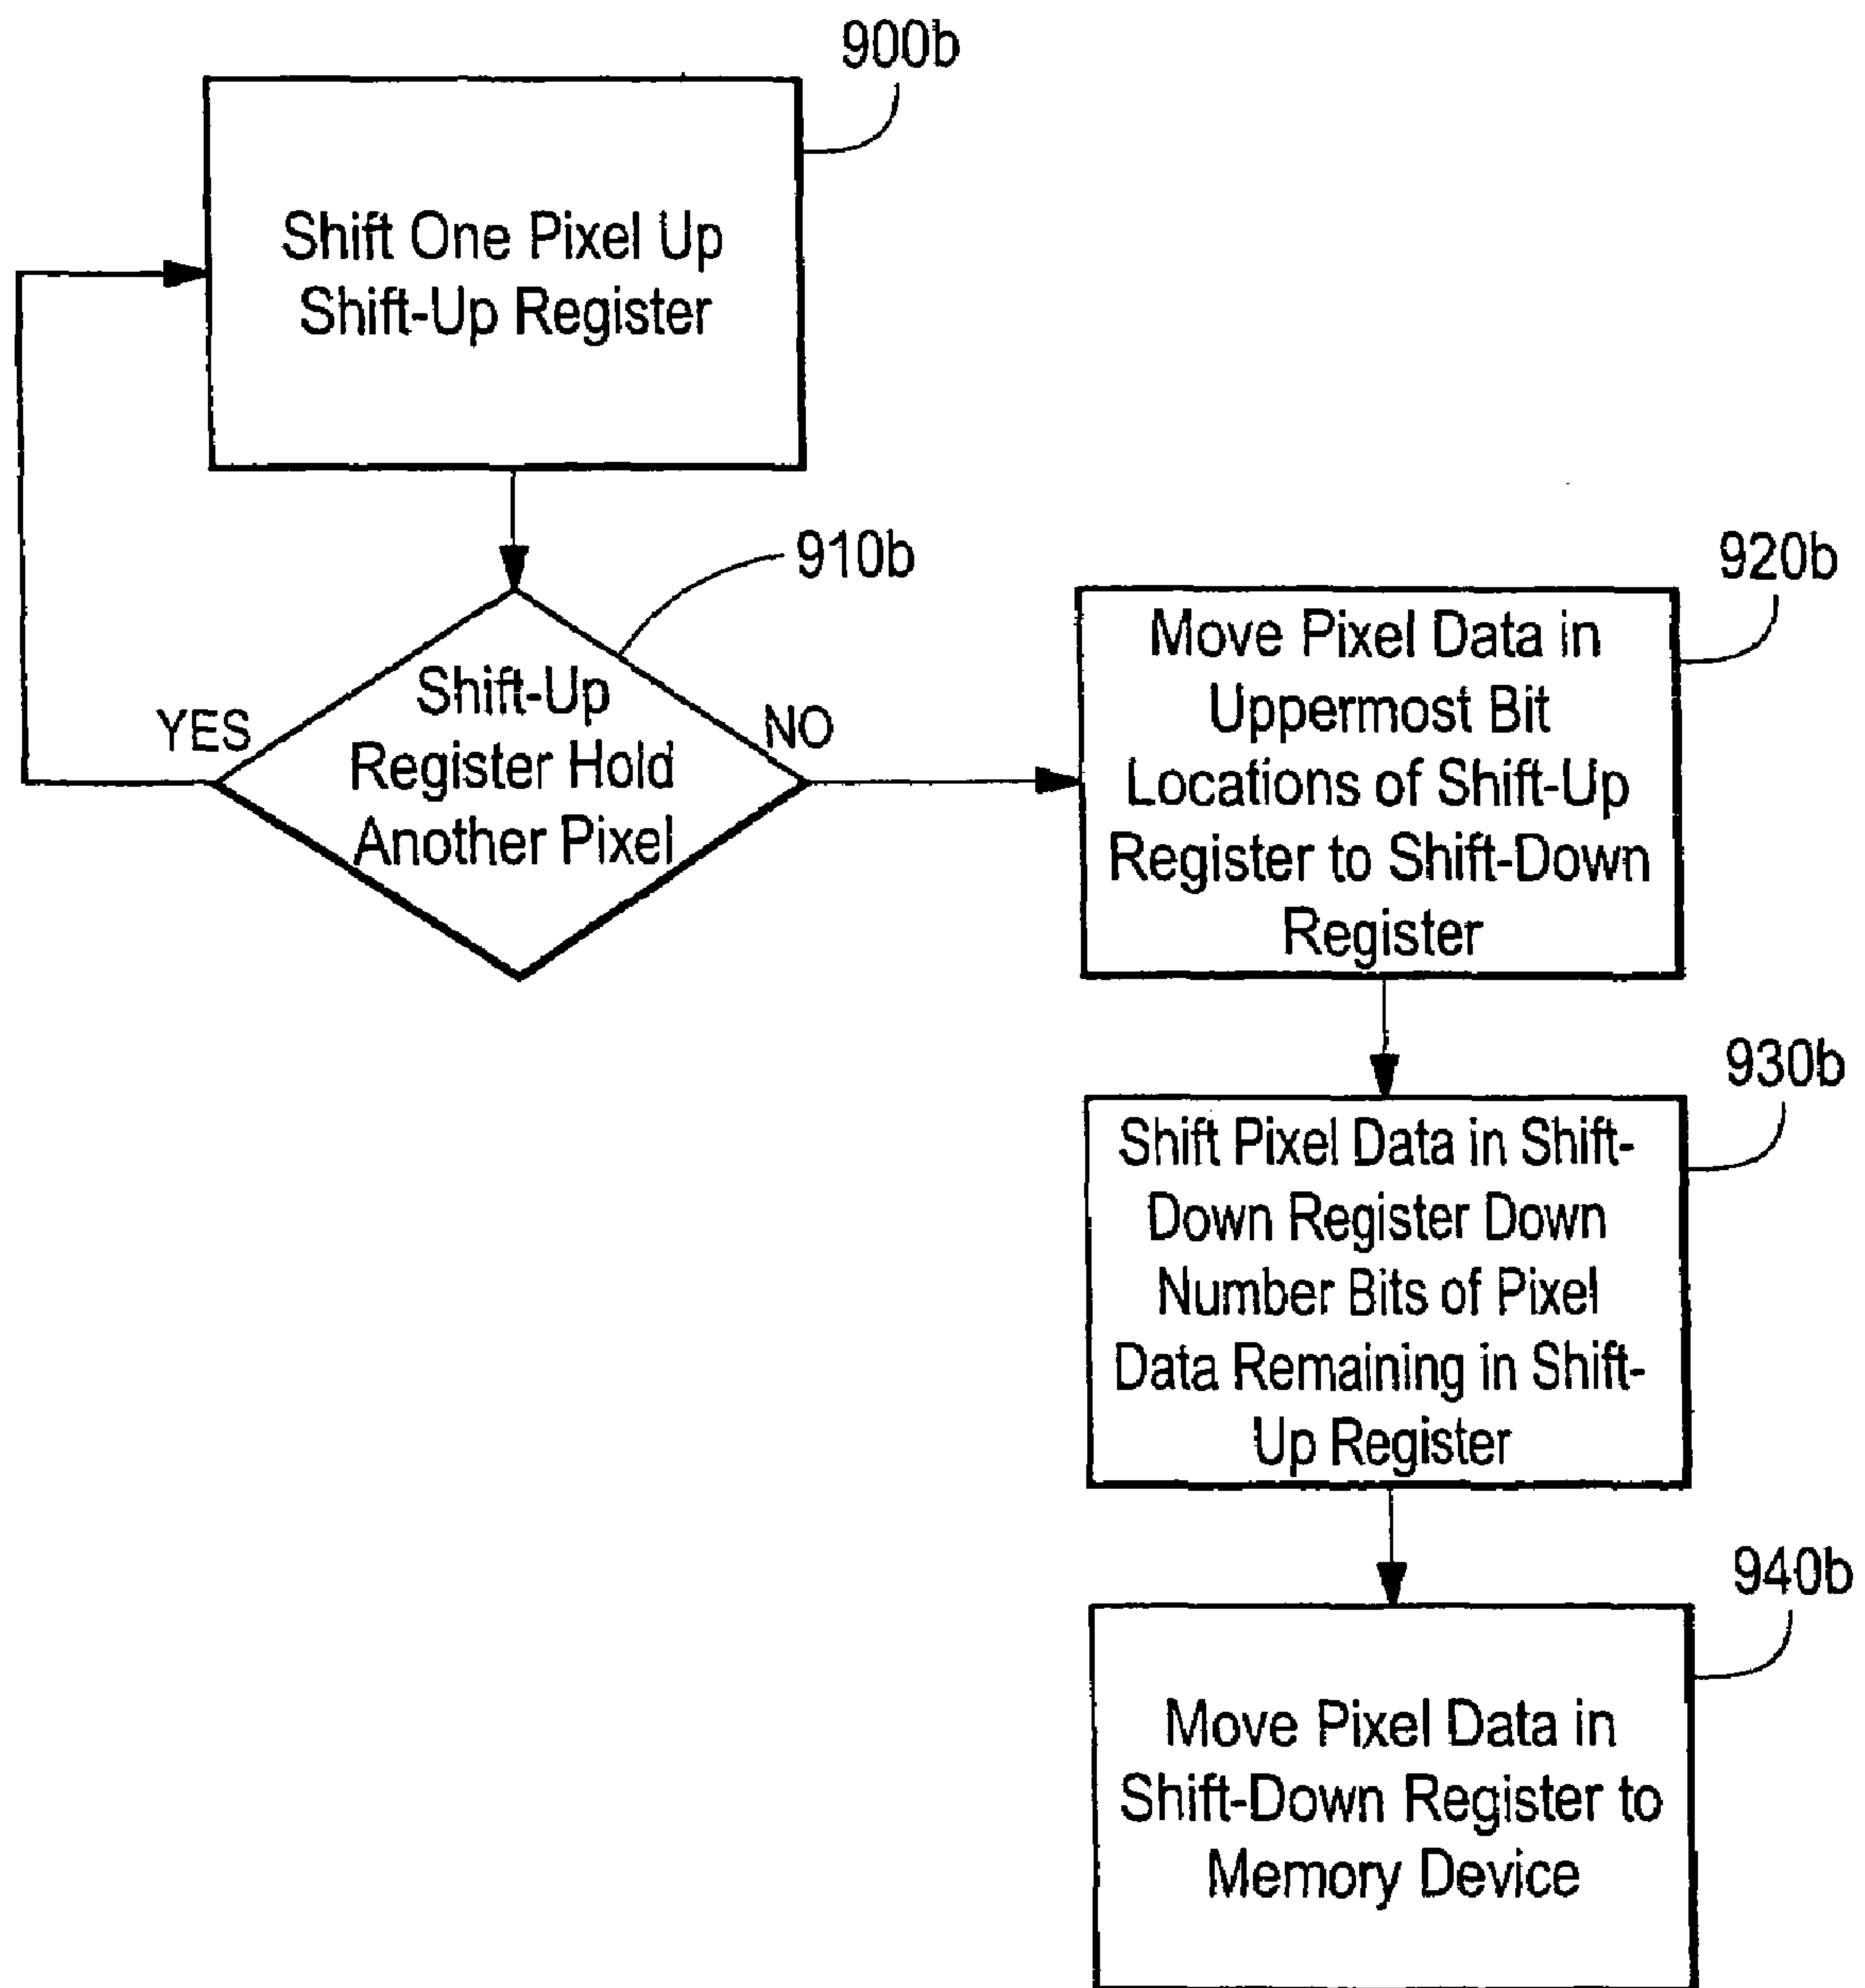 900b
Shift One Pixel Up
Shift-Up Register
910b
Shift-Up
Register Hold
Another Pixel
YES
NO
920b
Move Pixel Data in
Uppermost Bit
Locations of Shift-Up
Register to Shift-Down
Register
930b
Shift Pixel Data in Shift-
Down Register Down
Number Bits of Pixel
Data Remaining in Shift-
Up Register
940b
Move Pixel Data in
Shift-Down Register to
Memory Device